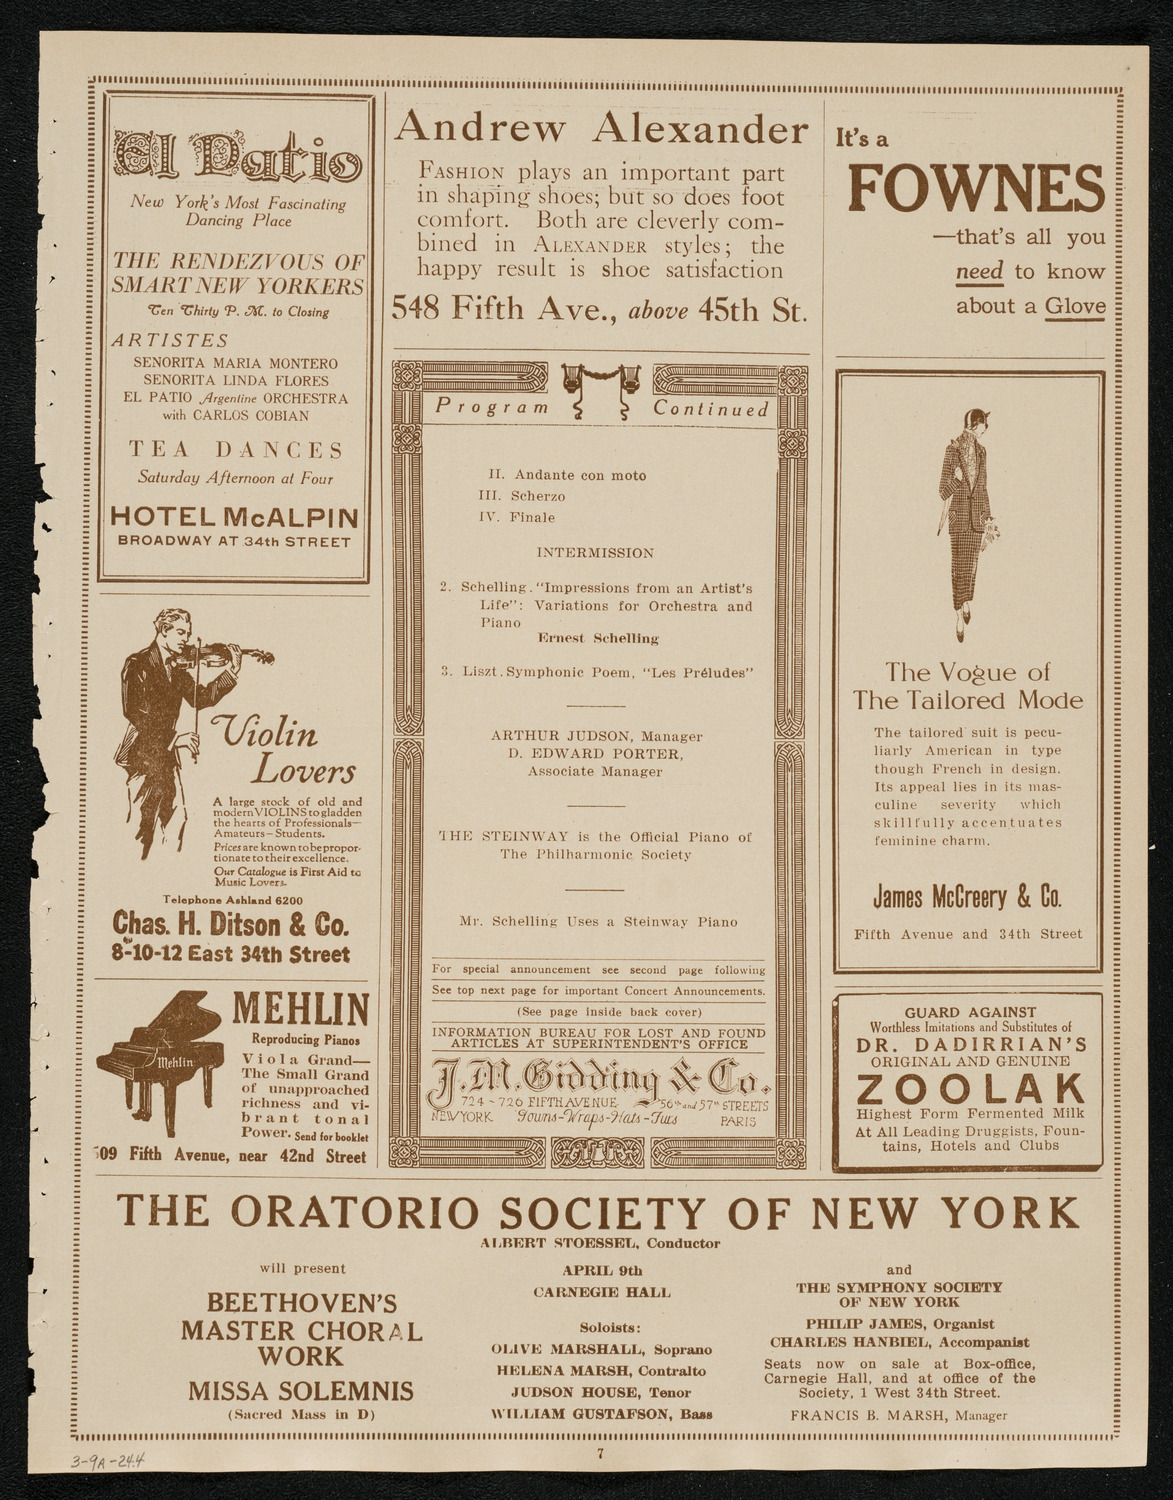 El Patio
New York's Most Fascinating
Dancing Place
THE RENDEZVOUS OF
SMART NEW YORKERS
Ten Thirty P. M. to Closing
ARTISTES
SENORITA MARIA MONTERO
SENORITA LINDA FLORES
EL PATIO Argentine ORCHESTRA
with CARLOS COBIAN
TEA DANCES
Saturday Afternoon at Four
HOTEL McALPIN
BROADWAY AT 34th STREET
Violin
Lovers
A large stock of old and
modern VIOLINS to gladden
the hearts of Professionals—
Amateurs—Students.
Prices are known to be propor-
tionate to their excellence.
Our Catalogue is First Aid to
Music Lovers.
Telephone Ashland 6200
Chas. H. Ditson & Co.
8-10-12 East 34th Street
MEHLIN
Reproducing Pianos
Mehlin
Viola Grand—
The Small Grand
of unapproached
richness and vi-
brant tonal
Power. Send for booklet
509 Fifth Avenue, near 42nd Street
Andrew Alexander
FASHION plays an important part
in shaping shoes; but so does foot
comfort. Both are cleverly com-
bined in ALEXANDER styles; the
happy result is shoe satisfaction
548 Fifth Ave., above 45th St.
Program Continued
II. Andante con moto
III. Scherzo
IV. Finale
INTERMISSION
2. Schelling. "Impressions from an Artist's
Life": Variations for Orchestra and
Piano
Ernest Schelling
3. Liszt. Symphonic Poem, "Les Préludes"
ARTHUR JUDSON, Manager
D. EDWARD PORTER,
Associate Manager
THE STEINWAY is the Official Piano of
The Philharmonic Society
Mr. Schelling Uses a Steinway Piano
For special announcement see second page following
See top next page for important Concert Announcements.
(See page inside back cover)
INFORMATION BUREAU FOR LOST AND FOUND
ARTICLES AT SUPERINTENDENT'S OFFICE
J. M. Gidding & Co.
724 - 726 FIFTH AVENUE 56th and 57th STREETS
NEW YORK Gowns-Wraps-Hats-Furs PARIS
It's a
FOWNES
—that's all you
need to know
about a Glove
The Vogue of
The Tailored Mode
The tailored suit is pecu-
liarly American in type
though French in design.
Its appeal lies in its mas-
culine severity which
skillfully accentuates
feminine charm.
James McCreery & Co.
Fifth Avenue and 34th Street
GUARD AGAINST
Worthless Imitations and Substitutes of
DR. DADIRRIAN'S
ORIGINAL AND GENUINE
ZOOLAK
Highest Form Fermented Milk
At All Leading Druggists, Foun-
tains, Hotels and Clubs
THE ORATORIO SOCIETY OF NEW YORK
ALBERT STOESSEL, Conductor
will present
BEETHOVEN'S
MASTER CHORAL
WORK
MISSA SOLEMNIS
(Sacred Mass in D)
APRIL 9th
CARNEGIE HALL
Soloists:
OLIVE MARSHALL, Soprano
HELENA MARSH, Contralto
JUDSON HOUSE, Tenor
WILLIAM GUSTAFSON, Bass
and
THE SYMPHONY SOCIETY
OF NEW YORK
PHILIP JAMES, Organist
CHARLES HANBIEL, Accompanist
Seats now on sale at Box-office,
Carnegie Hall, and at office of the
Society, 1 West 34th Street.
FRANCIS B. MARSH, Manager
7
3-9A-24.4